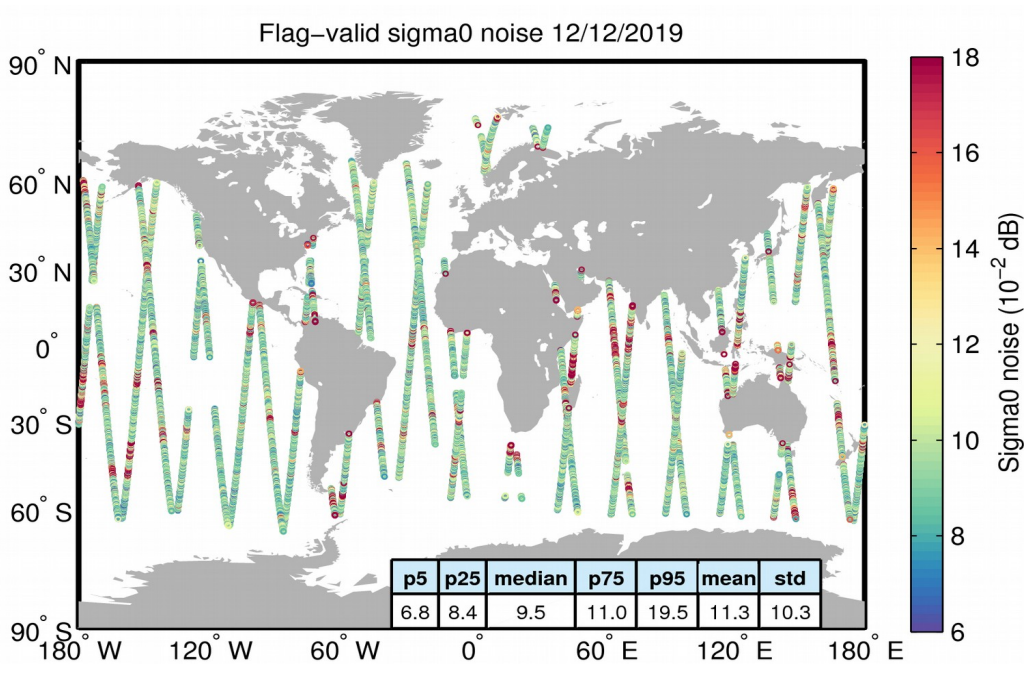 Flag−valid sigma0 noise 12/12/2019
90° N
60° N
30° N
0°
30° S
60° S
90° S
180° W
120° W
60° W
0°
60° E
120° E
180° E
p5 p25 median p75 p95 mean std
6.8 8.4 9.5 11.0 19.5 11.3 10.3
18
16
14
12
10
8
6
Sigma0 noise (10−2 dB)